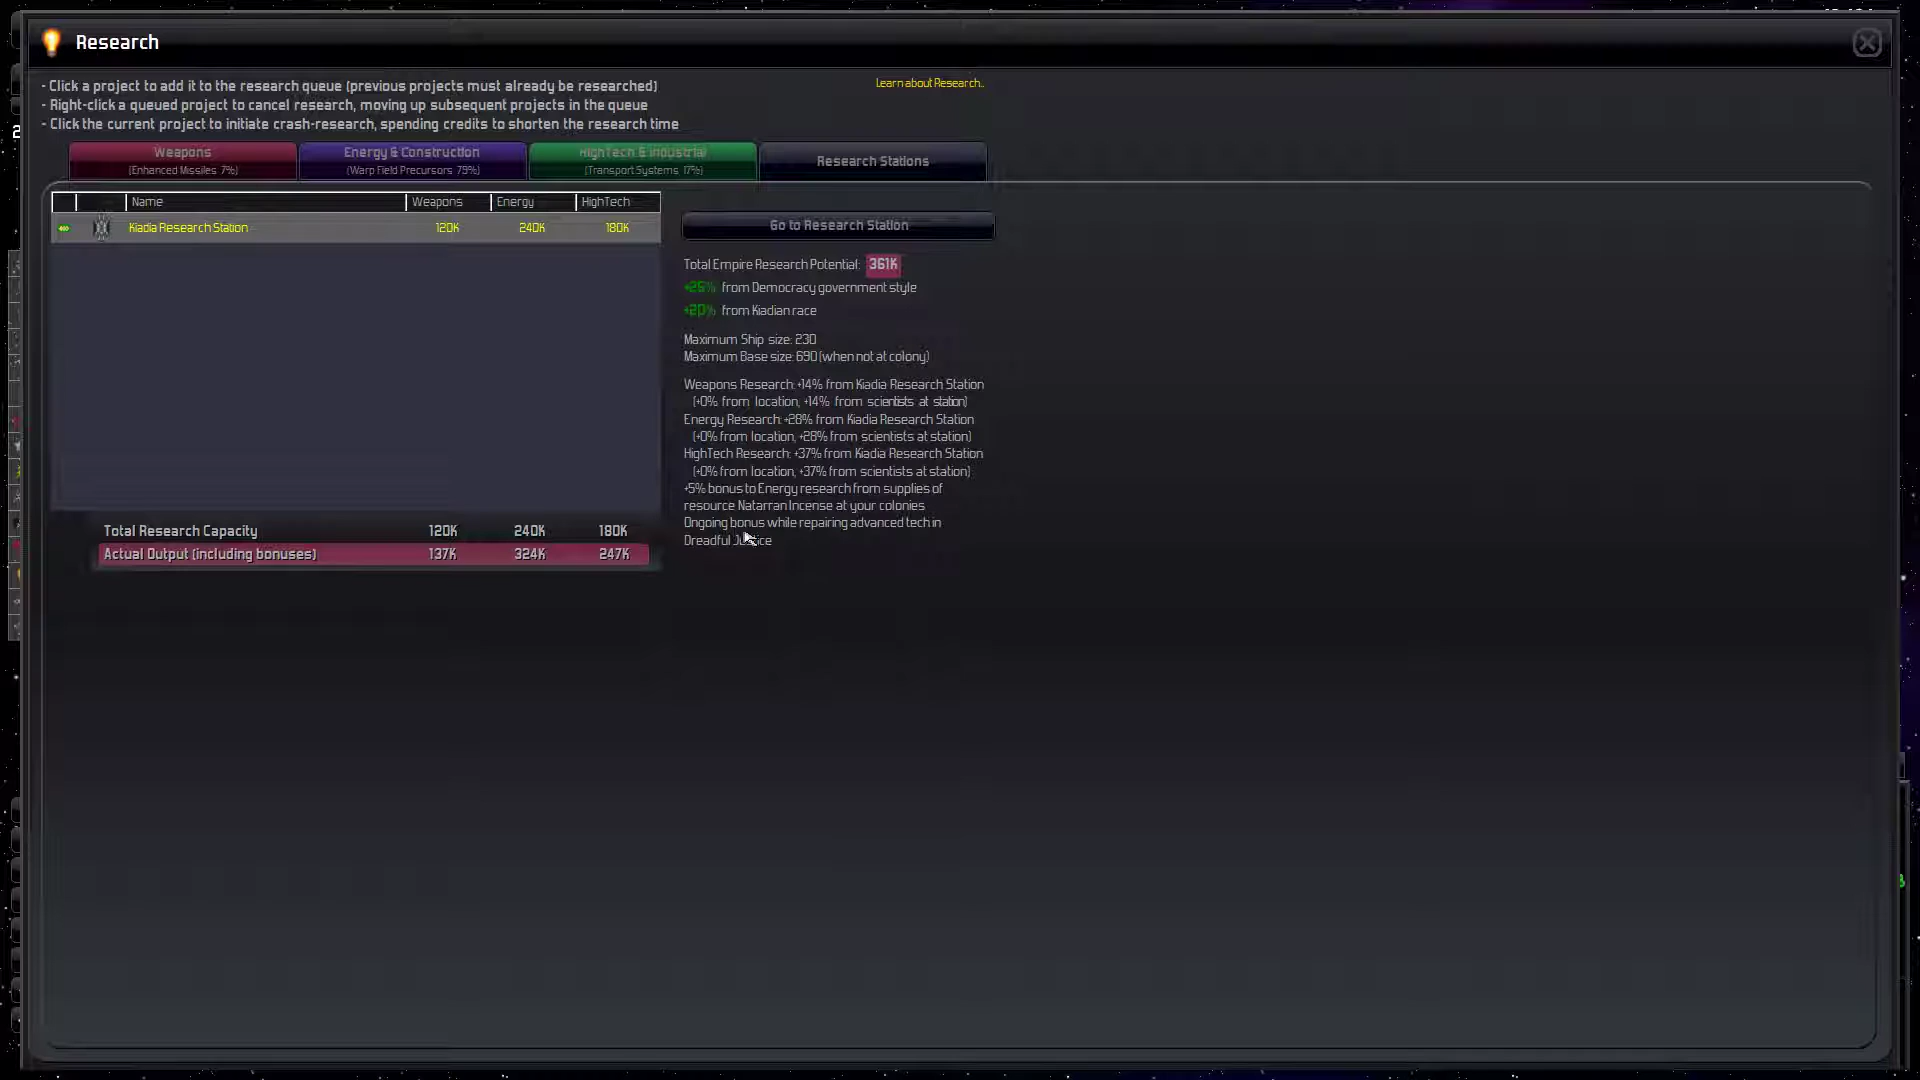 Research
- Click a project to add it to the research queue (previous projects must already be researched)
- Right-click a queued project to cancel research, moving up subsequent projects in the queue
- Click the current project to initiate crash-research, spending credits to shorten the research time
Learn about Research..
Weapons
(Enhanced Missiles 7%)
Energy & Construction
(Warp Field Precursors 79%)
HighTech & Industrial
(Transport Systems 17%)
Research Stations
Name Weapons Energy HighTech
Kiadia Research Station 120K 240K 180K
Total Research Capacity 120K 240K 180K
Actual Output (including bonuses) 137K 324K 247K
Go to Research Station
Total Empire Research Potential: 361K
+25% from Democracy government style
+20% from Kiadian race
Maximum Ship size: 230
Maximum Base size: 690 (when not at colony)
Weapons Research: +14% from Kiadia Research Station
(+0% from location, +14% from scientists at station)
Energy Research: +28% from Kiadia Research Station
(+0% from location, +28% from scientists at station)
HighTech Research: +37% from Kiadia Research Station
(+0% from location, +37% from scientists at station)
+5% bonus to Energy research from supplies of
resource Natarran Incense at your colonies
Ongoing bonus while repairing advanced tech in
Dreadful Justice